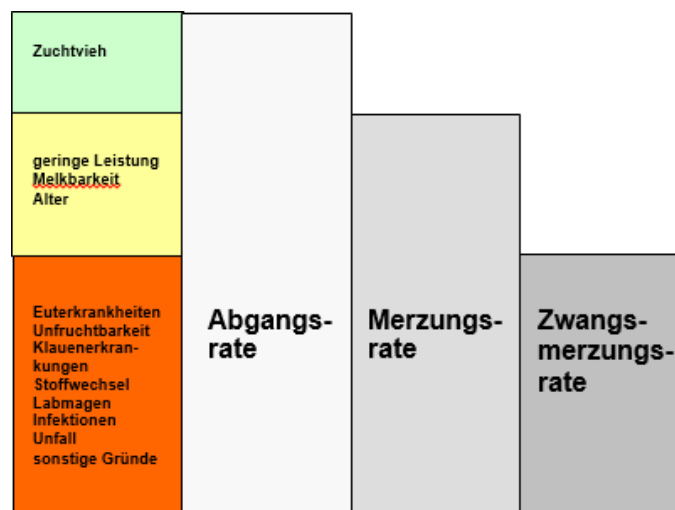 Zuchtvieh
geringe Leistung
Melkbarkeit
Alter
Euterkrankheiten
Unfruchtbarkeit
Klauenerkran-
kungen
Stoffwechsel
Labmagen
Infektionen
Unfall
sonstige Gründe
Abgangs-
rate
Merzungs-
rate
Zwangs-
merzungs-
rate